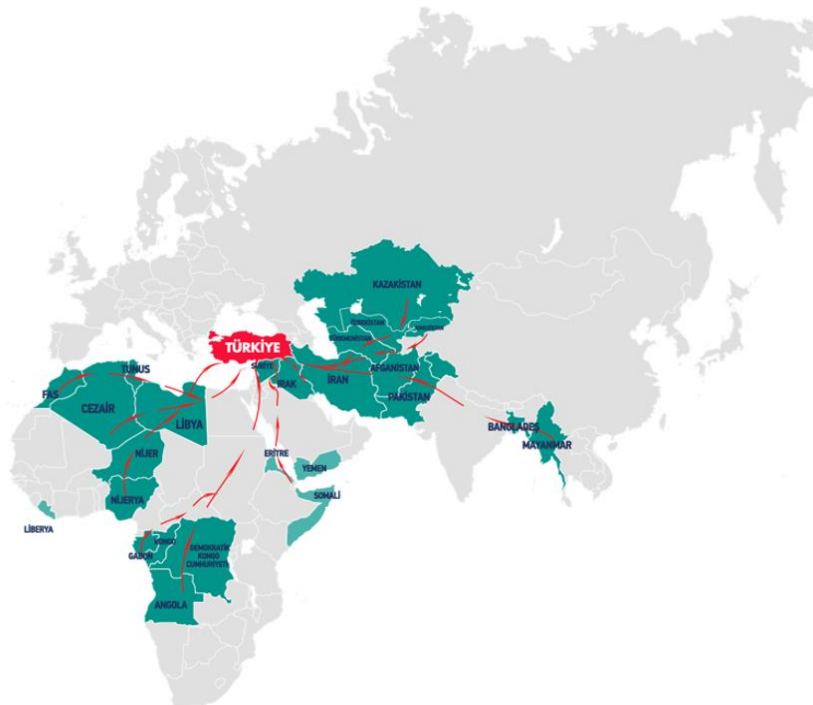 KAZAKİSTAN
ÖZBEKİSTAN
KIRGIZİSTAN
TÜRKMENİSTAN
TÜRKİYE
SURİYE
IRAK
İRAN
AFGANİSTAN
PAKİSTAN
TUNUS
FAS
CEZAİR
LİBYA
BANGLADEŞ
MAYANMAR
NİJER
ERİTRE
YEMEN
NİJERYA
SOMALİ
LİBERYA
KONGO
GABON
DEMOKRATİK
KONGO
CUMHURİYETİ
ANGOLA